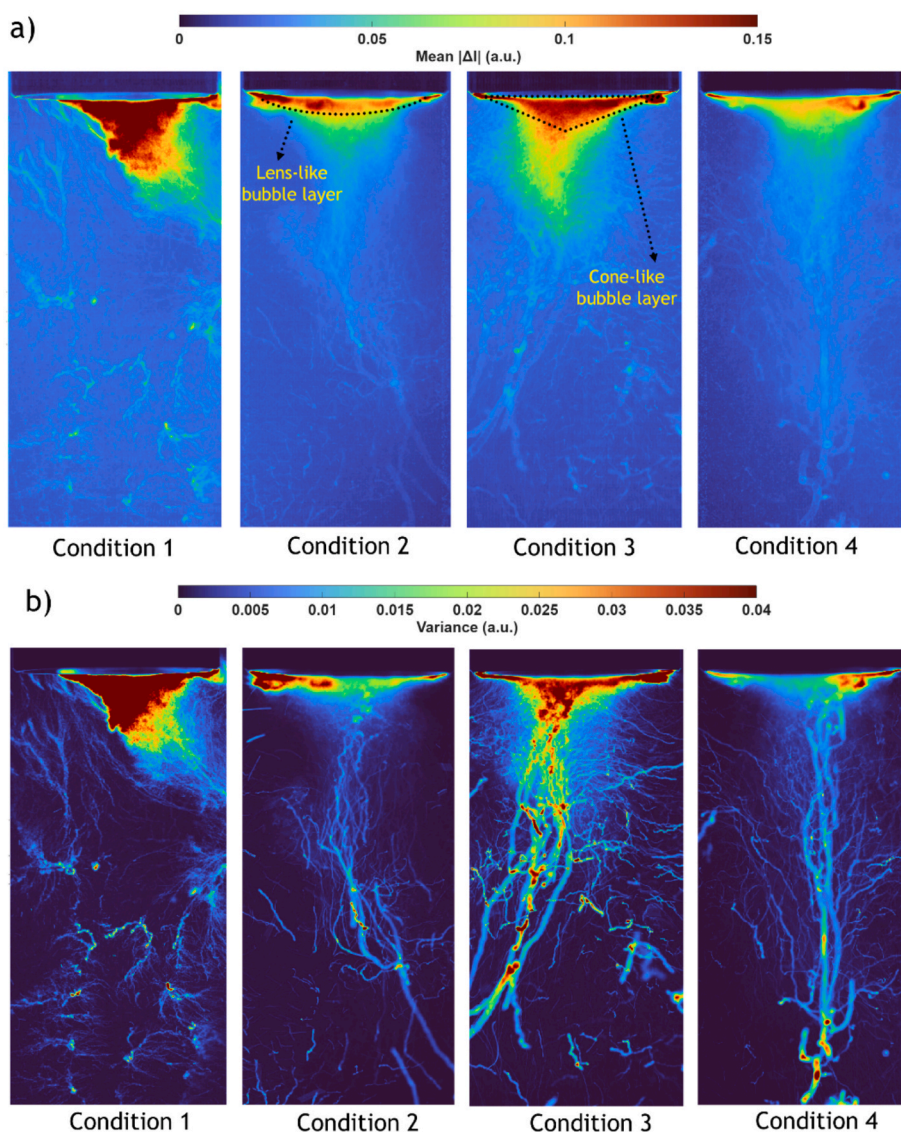 a)
0 0.05 0.1 0.15
Mean |ΔI| (a.u.)
Lens-like
bubble layer
Cone-like
bubble layer
Condition 1 Condition 2 Condition 3 Condition 4
b)
0 0.005 0.01 0.015 0.02 0.025 0.03 0.035 0.04
Variance (a.u.)
Condition 1 Condition 2 Condition 3 Condition 4